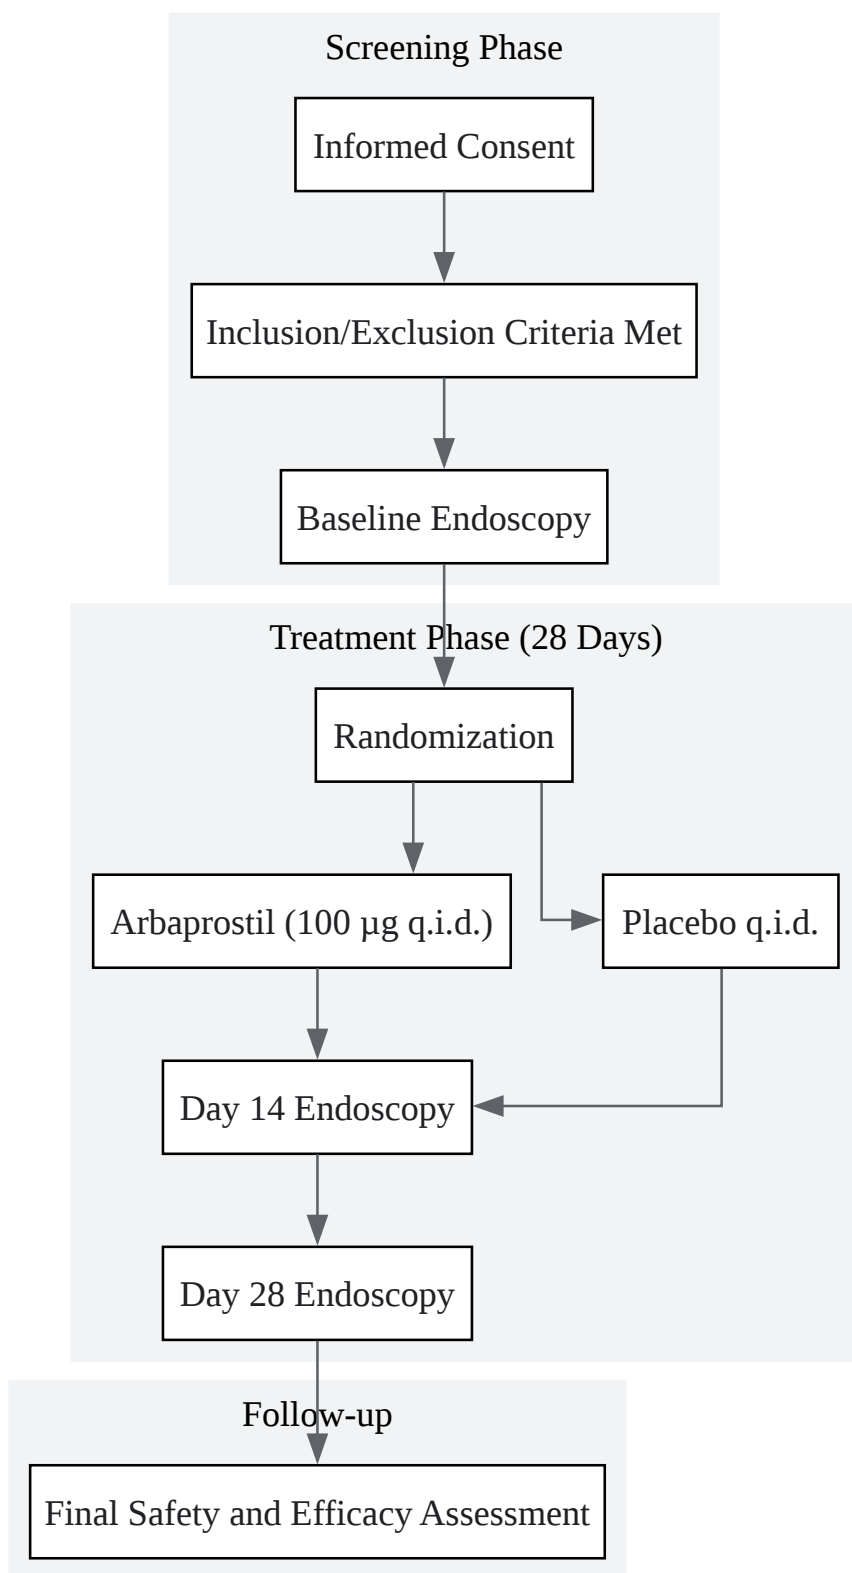 Screening Phase
Informed Consent
Inclusion/Exclusion Criteria Met
Baseline Endoscopy
Treatment Phase (28 Days)
Randomization
Arbaprostil (100 µg q.i.d.)
Placebo q.i.d.
Day 14 Endoscopy
Day 28 Endoscopy
Follow-up
Final Safety and Efficacy Assessment